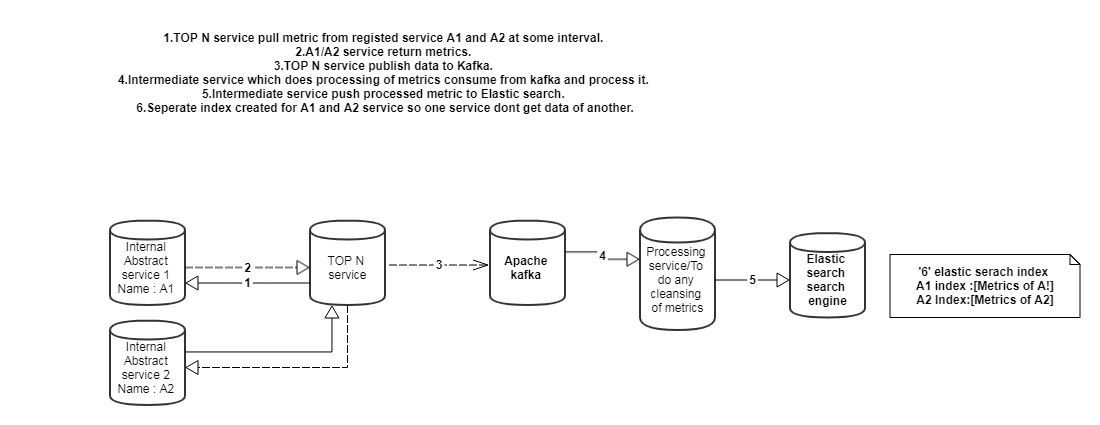 1.TOP N service pull metric from registed service A1 and A2 at some interval.
2.A1/A2 service return metrics.
3.TOP N service publish data to Kafka.
4.Intermediate service which does processing of metrics consume from kafka and process it.
5.Intermediate service push processed metric to Elastic search.
6.Seperate index created for A1 and A2 service so one service dont get data of another.
Internal
Abstract
service 1
Name : A1
2
1
TOP N
service
3
Apache
kafka
4
Processing
service/To
do any
cleansing
of metrics
5
Elastic
search
search
engine
'6' elastic serach index
A1 index :[Metrics of A!]
A2 Index:[Metrics of A2]
Internal
Abstract
service 2
Name : A2